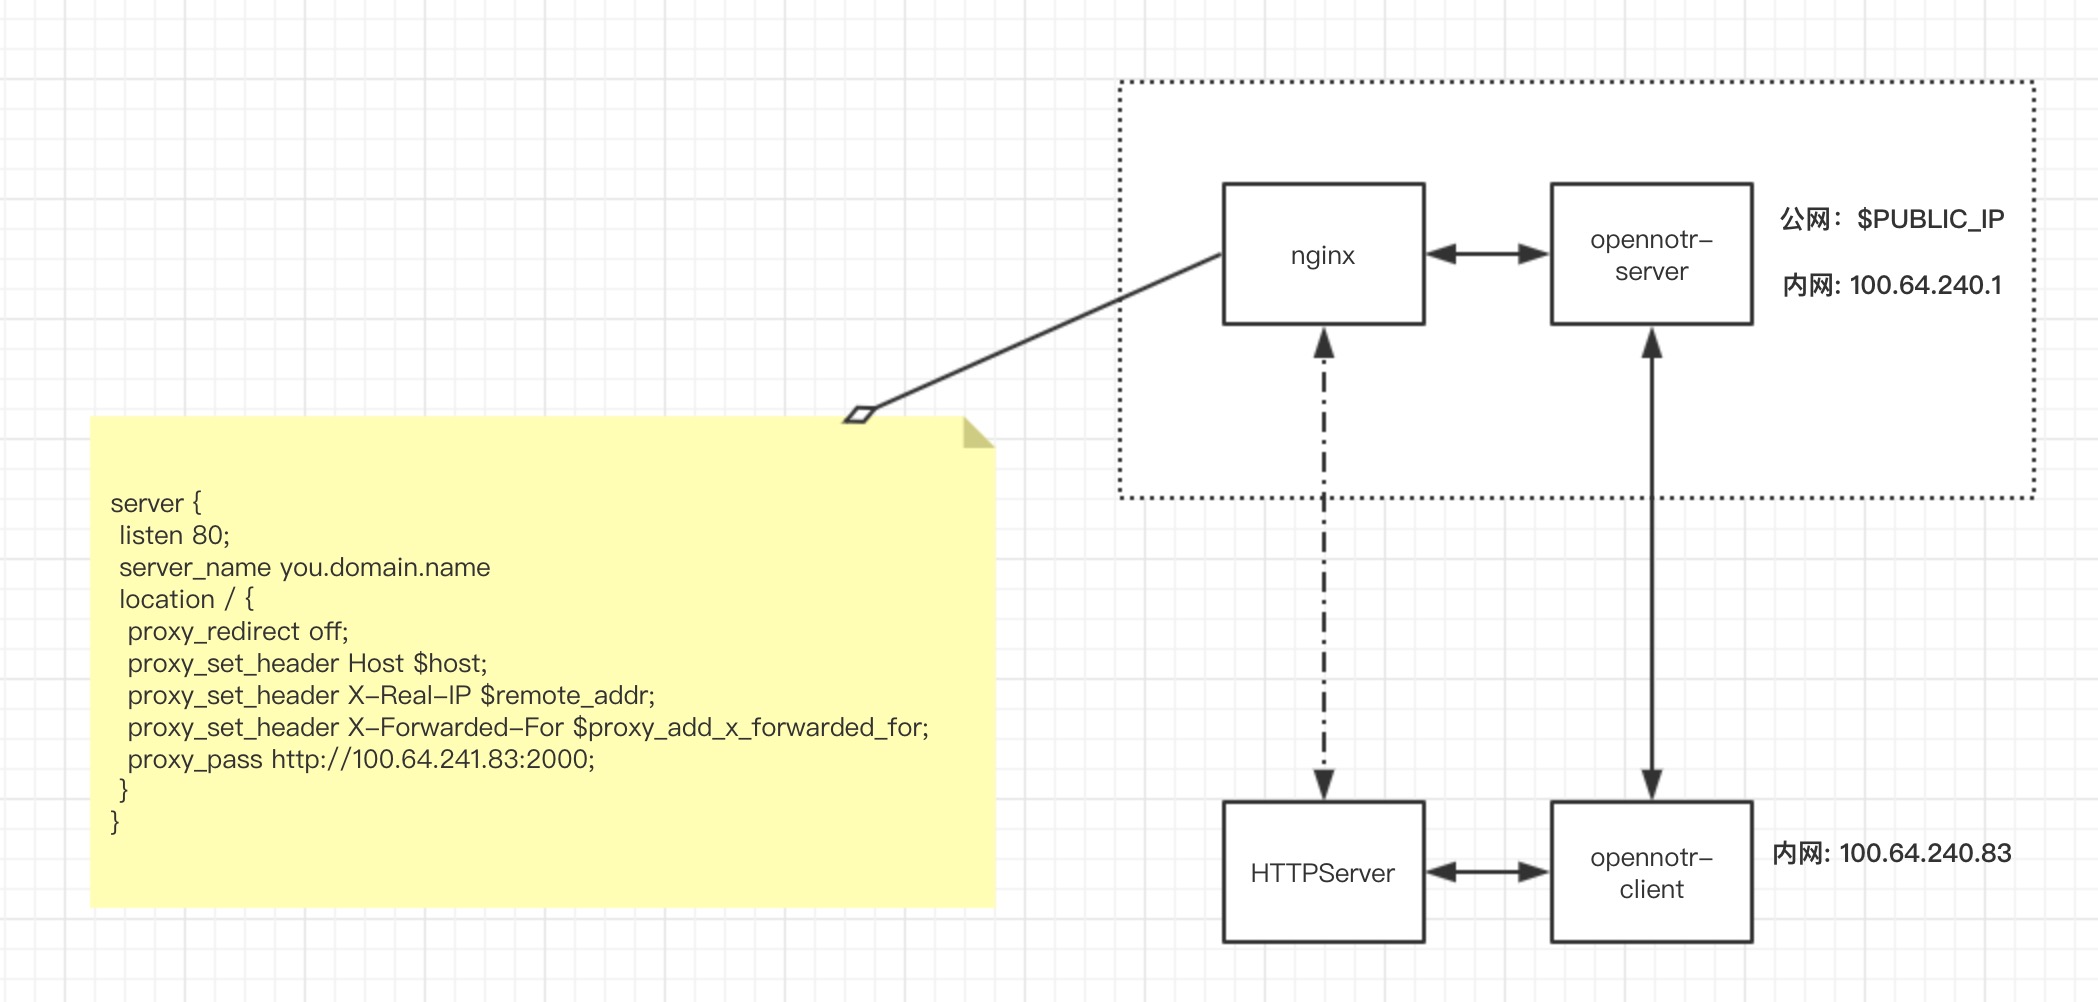 nginx
opennotr-
server
公网：$PUBLIC_IP
内网: 100.64.240.1
server {
listen 80;
server_name you.domain.name
location / {
proxy_redirect off;
proxy_set_header Host $host;
proxy_set_header X-Real-IP $remote_addr;
proxy_set_header X-Forwarded-For $proxy_add_x_forwarded_for;
proxy_pass http://100.64.241.83:2000;
}
}
HTTPServer
opennotr-
client
内网: 100.64.240.83